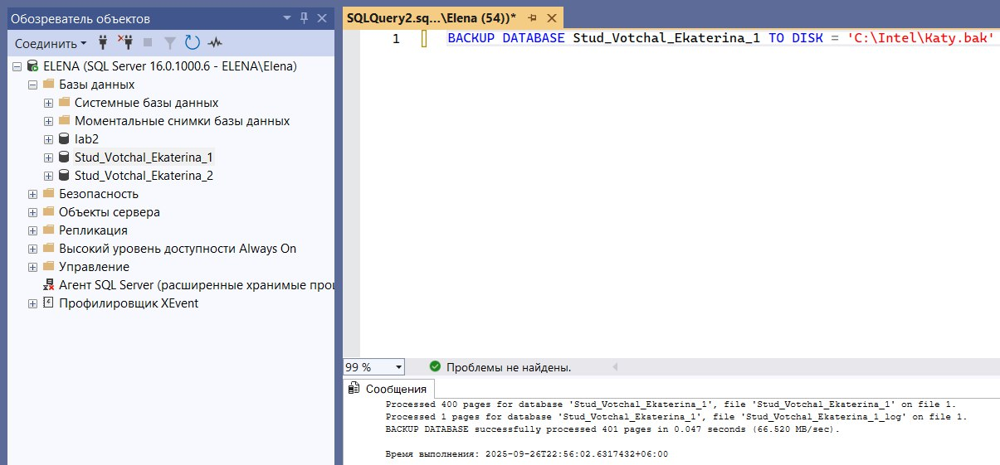 Обозреватель объектов
Соединить
ELENA (SQL Server 16.0.1000.6 - ELENA\Elena)
Базы данных
Системные базы данных
Моментальные снимки базы данных
lab2
Stud_Votchal_Ekaterina_1
Stud_Votchal_Ekaterina_2
Безопасность
Объекты сервера
Репликация
Высокий уровень доступности Always On
Управление
Агент SQL Server (расширенные хранимые про
Профилировщик XEvent
SQLQuery2.sq...\Elena (54))*
1 BACKUP DATABASE Stud_Votchal_Ekaterina_1 TO DISK = 'C:\Intel\Katy.bak'
99 % Проблемы не найдены.
Сообщения
Processed 400 pages for database 'Stud_Votchal_Ekaterina_1', file 'Stud_Votchal_Ekaterina_1' on file 1.
Processed 1 pages for database 'Stud_Votchal_Ekaterina_1', file 'Stud_Votchal_Ekaterina_1_log' on file 1.
BACKUP DATABASE successfully processed 401 pages in 0.047 seconds (66.520 MB/sec).
Время выполнения: 2025-09-26T22:56:02.6317432+06:00